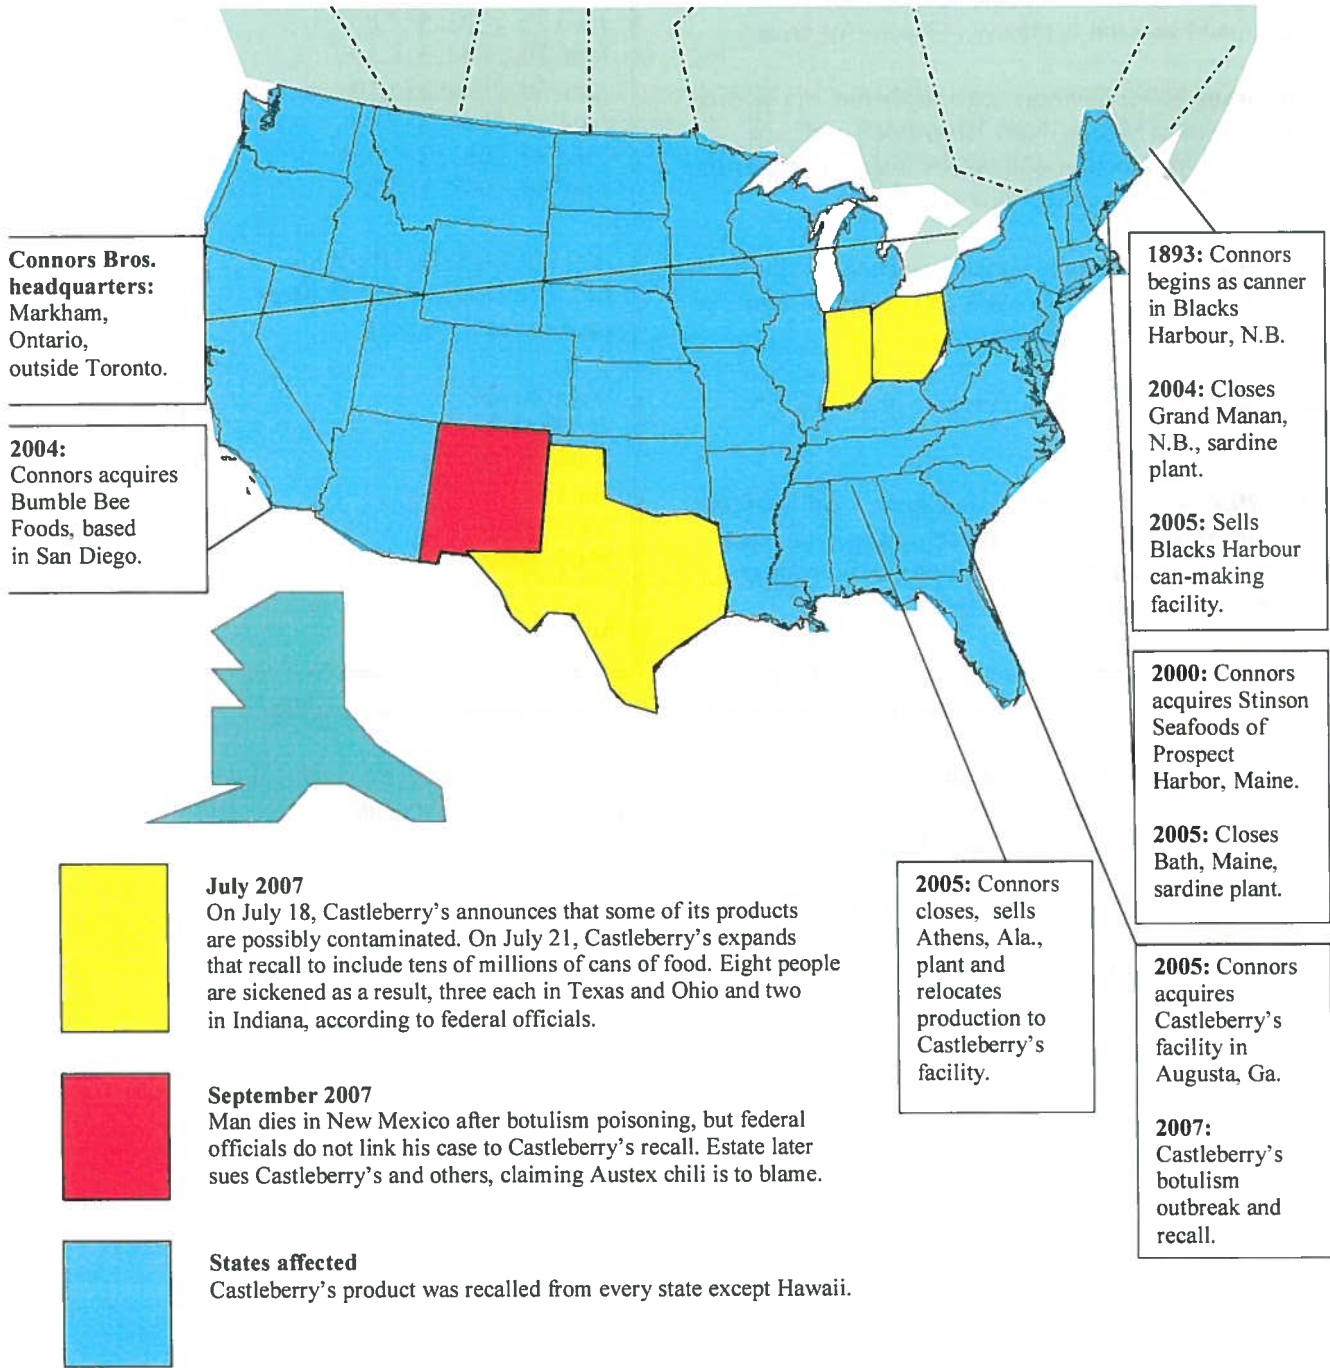 Connors Bros.
headquarters:
Markham,
Ontario,
outside Toronto.
2004:
Connors acquires
Bumble Bee
Foods, based
in San Diego.
1893: Connors
begins as canner
in Blacks
Harbour, N.B.
2004: Closes
Grand Manan,
N.B., sardine
plant.
2005: Sells
Blacks Harbour
can-making
facility.
2000: Connors
acquires Stinson
Seafoods of
Prospect
Harbor, Maine.
2005: Closes
Bath, Maine,
sardine plant.
2005: Connors
closes, sells
Athens, Ala.,
plant and
relocates
production to
Castleberry's
facility.
2005: Connors
acquires
Castleberry's
facility in
Augusta, Ga.
2007:
Castleberry's
botulism
outbreak and
recall.
July 2007
On July 18, Castleberry's announces that some of its products
are possibly contaminated. On July 21, Castleberry's expands
that recall to include tens of millions of cans of food. Eight people
are sickened as a result, three each in Texas and Ohio and two
in Indiana, according to federal officials.
September 2007
Man dies in New Mexico after botulism poisoning, but federal
officials do not link his case to Castleberry's recall. Estate later
sues Castleberry's and others, claiming Austex chili is to blame.
States affected
Castleberry's product was recalled from every state except Hawaii.